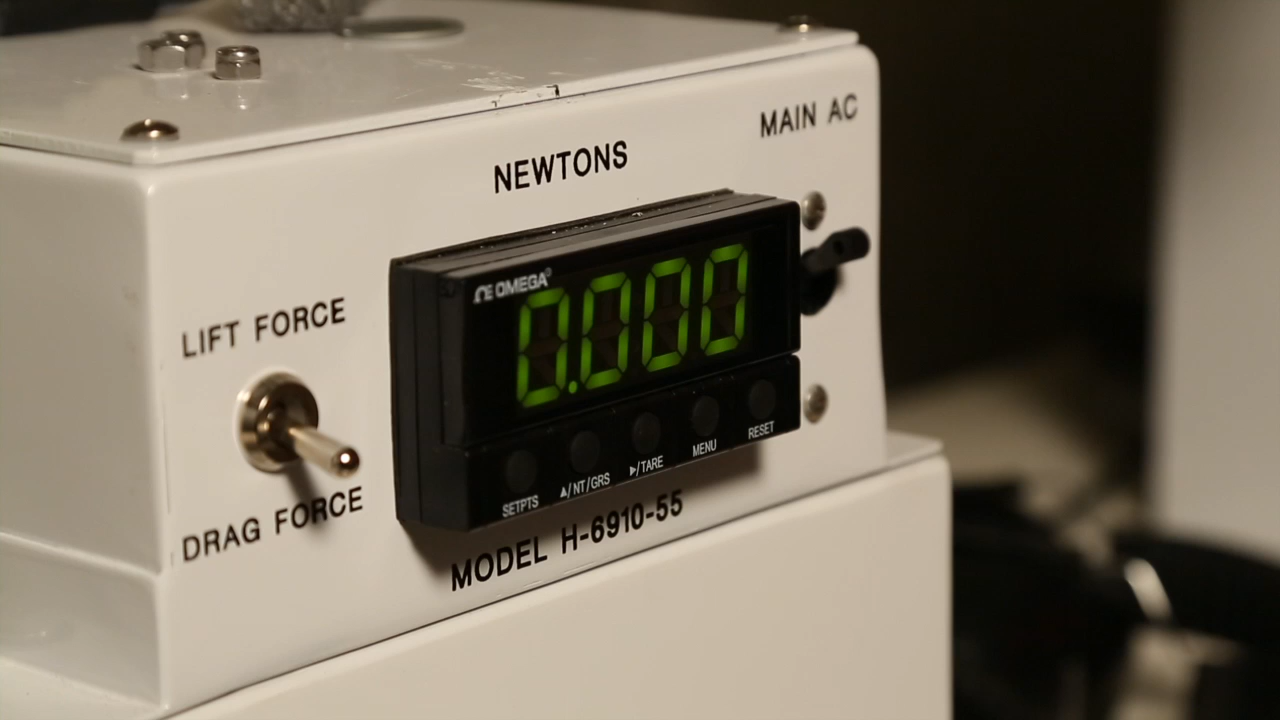 MAIN AC
NEWTONS
ΩE OMEGA®
0.000
LIFT FORCE
DRAG FORCE
SETPTS ▲/NT/GRS ▶/TARE MENU RESET
MODEL H-6910-55